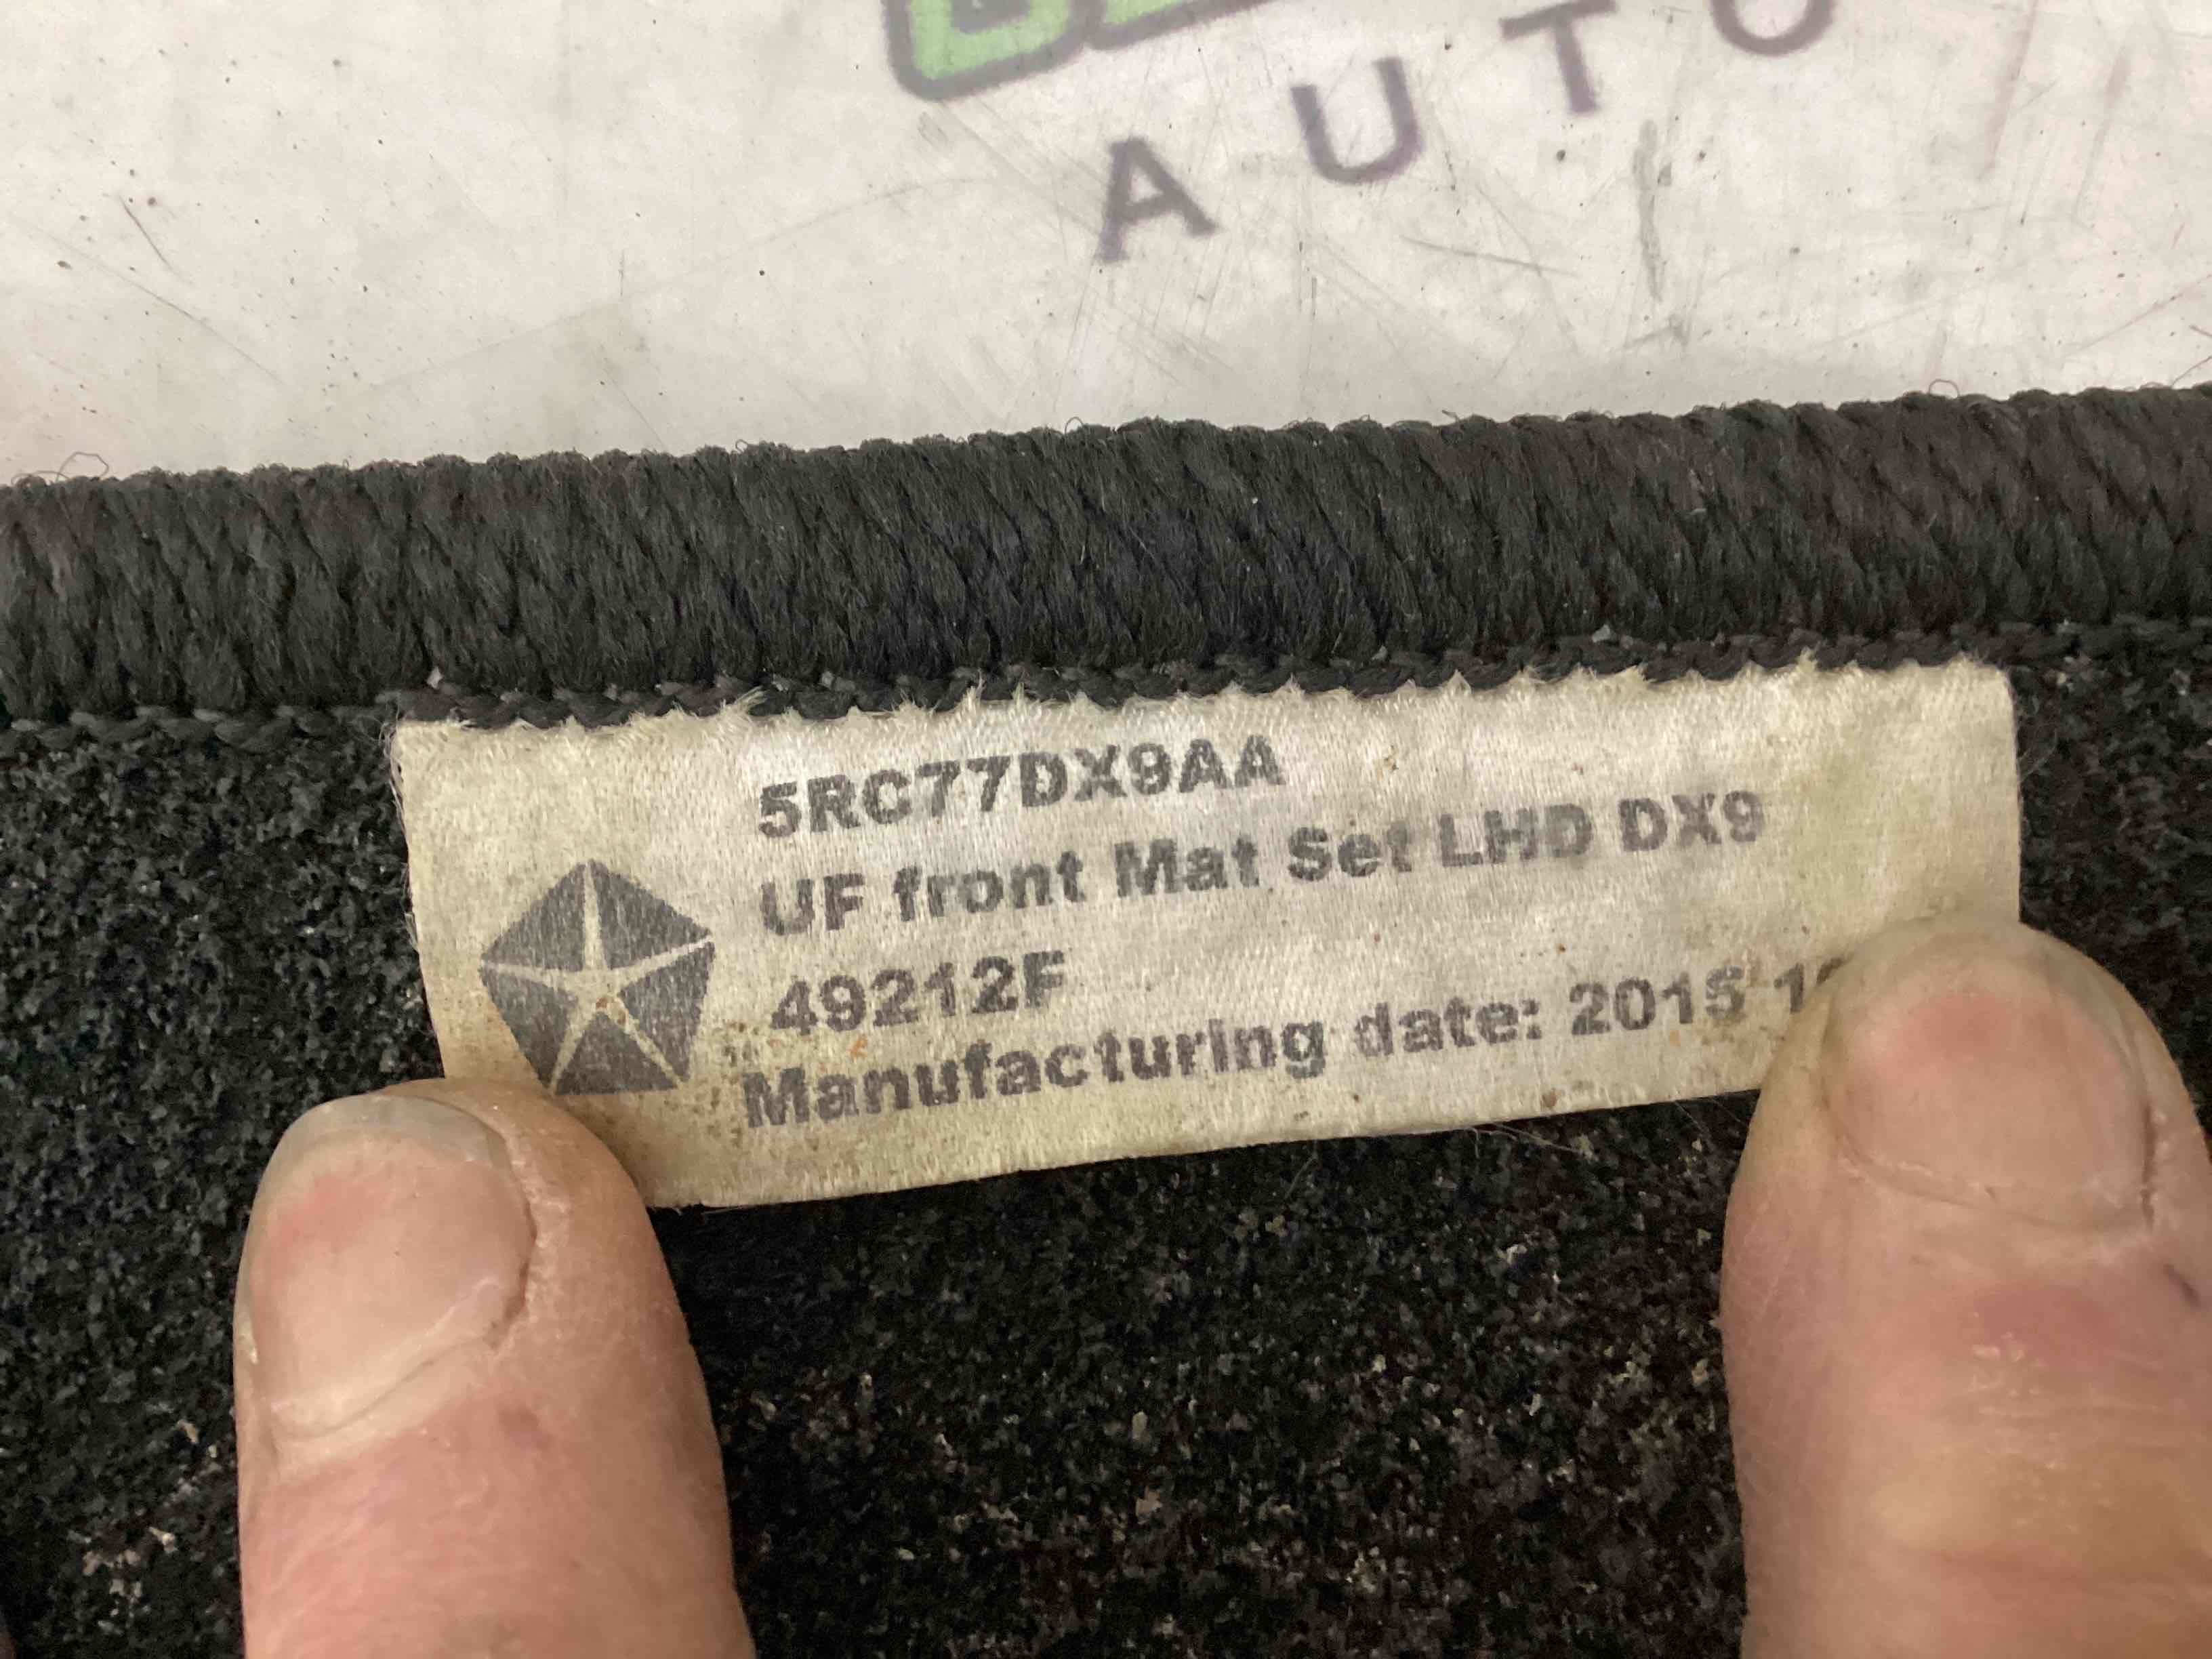 AUTO
5RC77DX9AA
UF front Mat Set LHD DX9
49212F
Manufacturing date: 2015